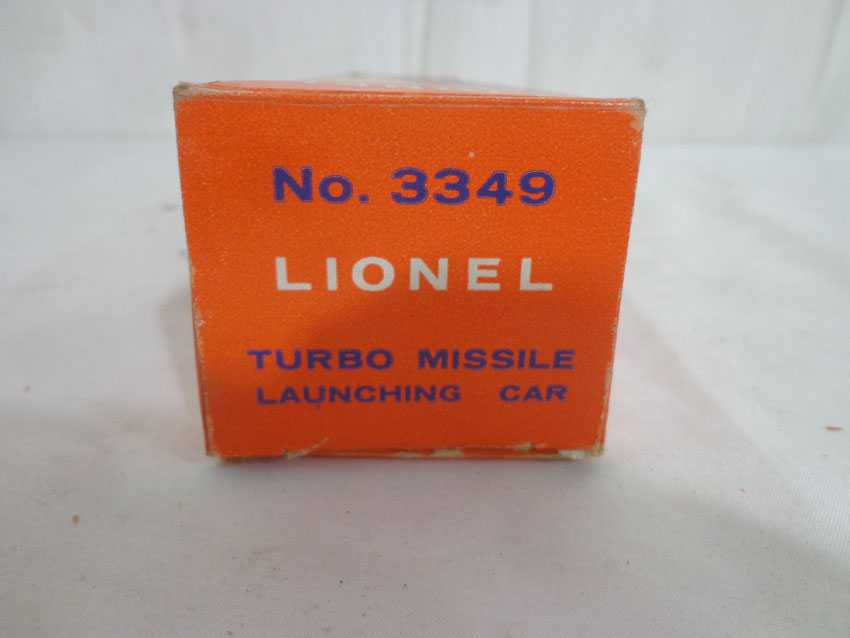 No. 3349
LIONEL
TURBO MISSILE
LAUNCHING CAR